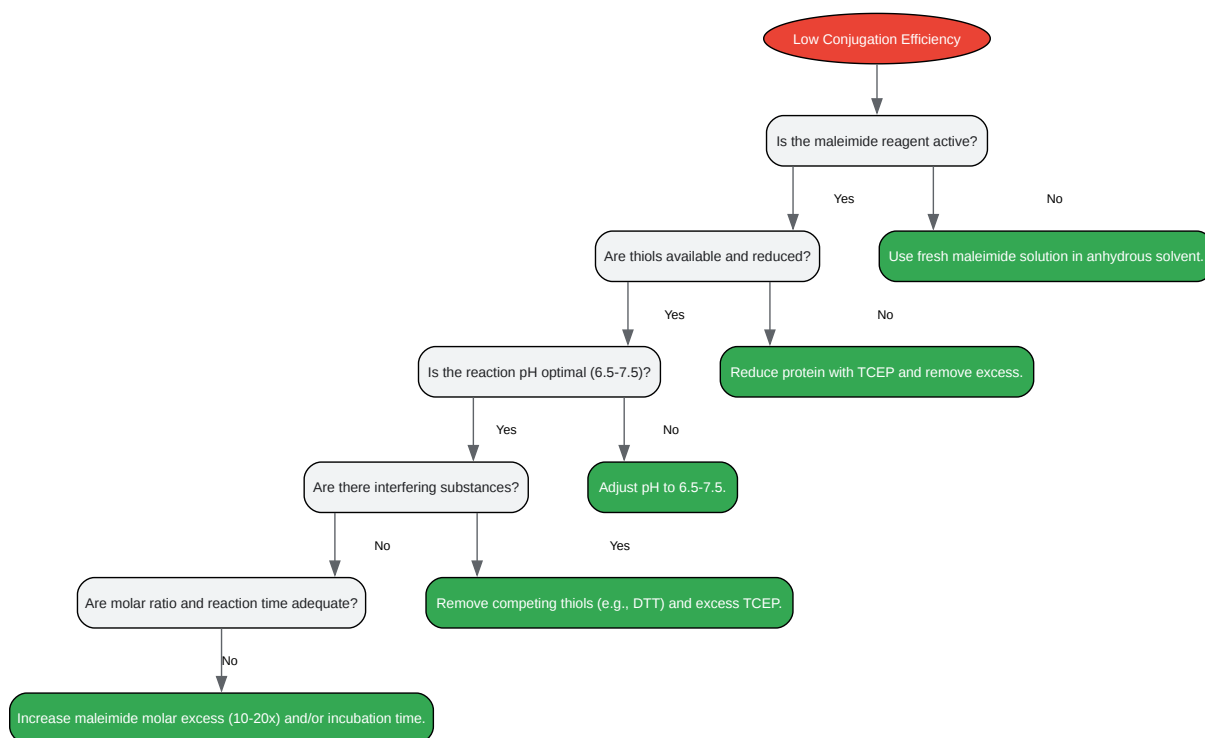 Low Conjugation Efficiency
Is the maleimide reagent active?
Yes
No
Are thiols available and reduced?
Use fresh maleimide solution in anhydrous solvent.
Yes
No
Is the reaction pH optimal (6.5-7.5)?
Reduce protein with TCEP and remove excess.
Yes
No
Are there interfering substances?
Adjust pH to 6.5-7.5.
No
Yes
Are molar ratio and reaction time adequate?
Remove competing thiols (e.g., DTT) and excess TCEP.
No
Increase maleimide molar excess (10-20x) and/or incubation time.